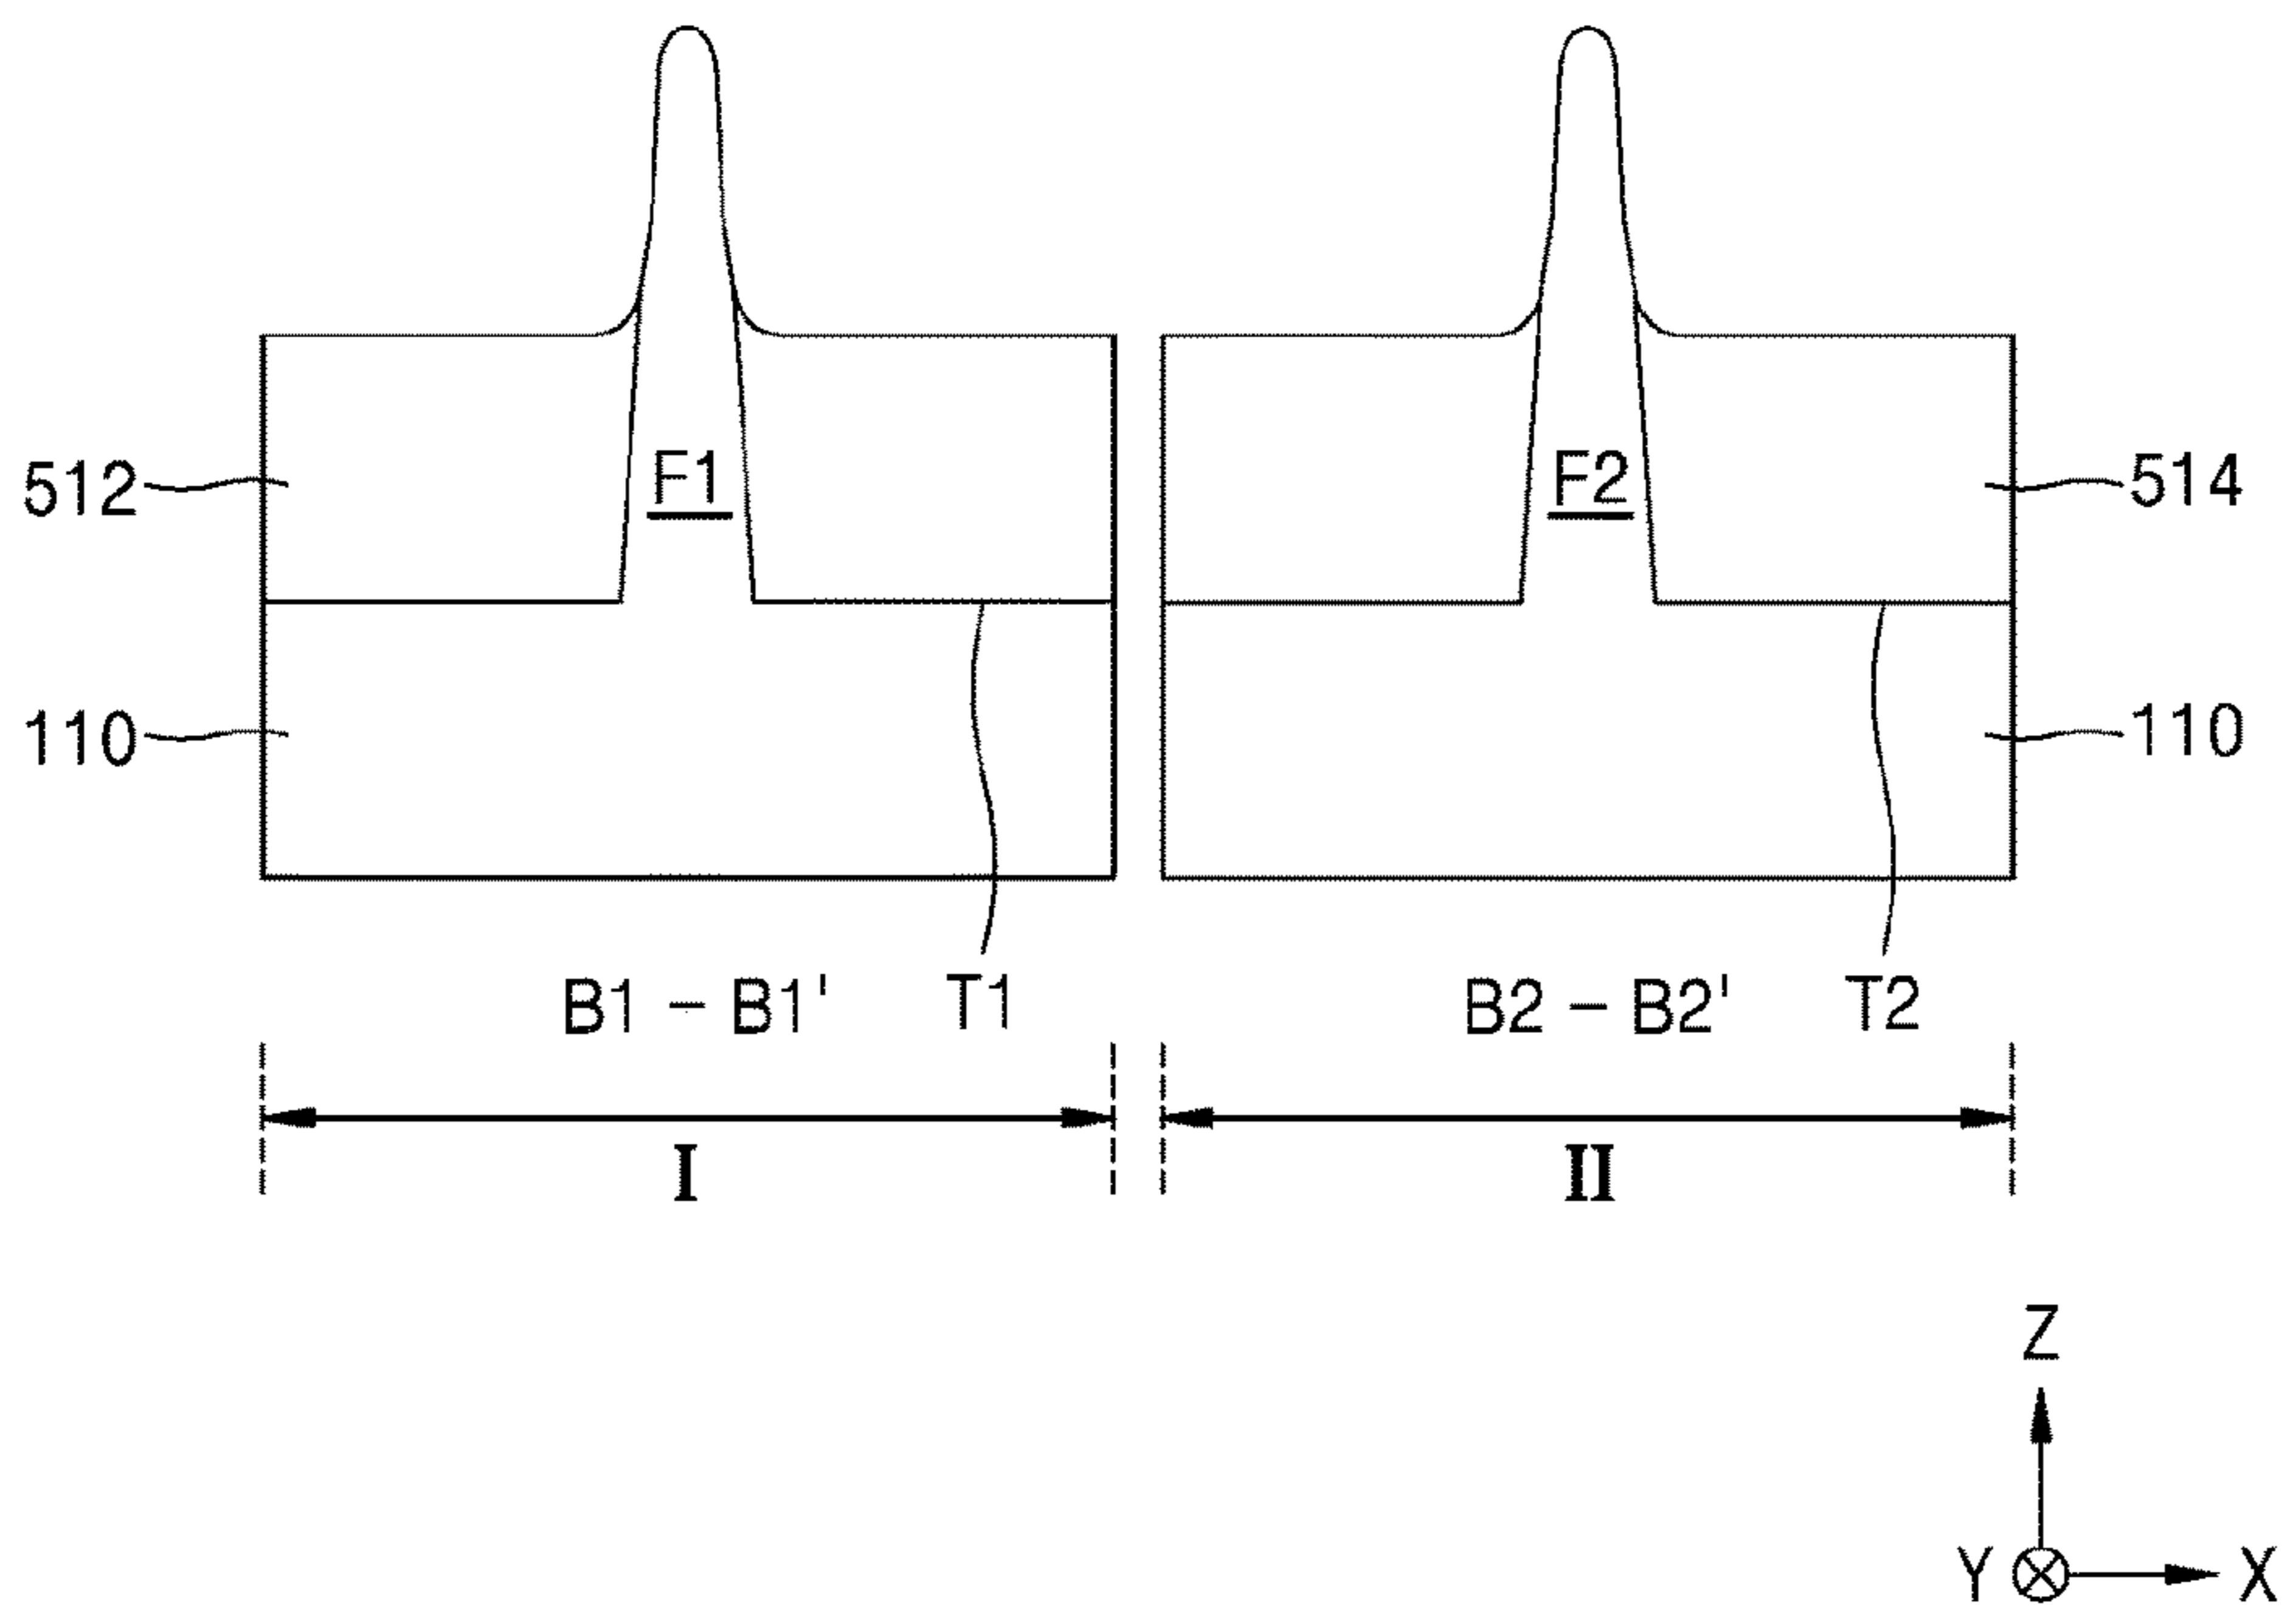 F1 F2
512 514
110 110
B1 – B1' T1 B2 – B2' T2
I II
Z
Y X